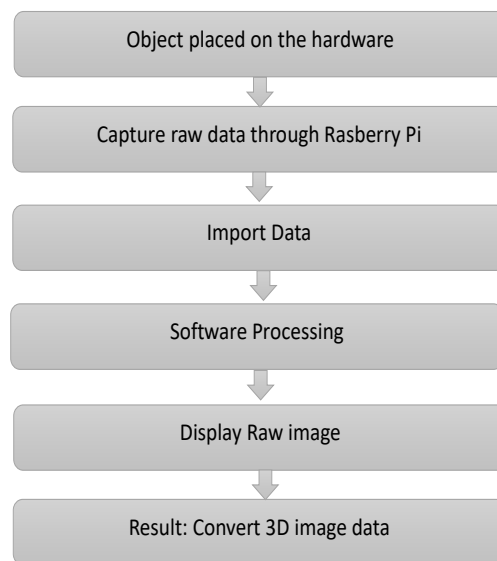 Object placed on the hardware
Capture raw data through Rasberry Pi
Import Data
Software Processing
Display Raw image
Result: Convert 3D image data